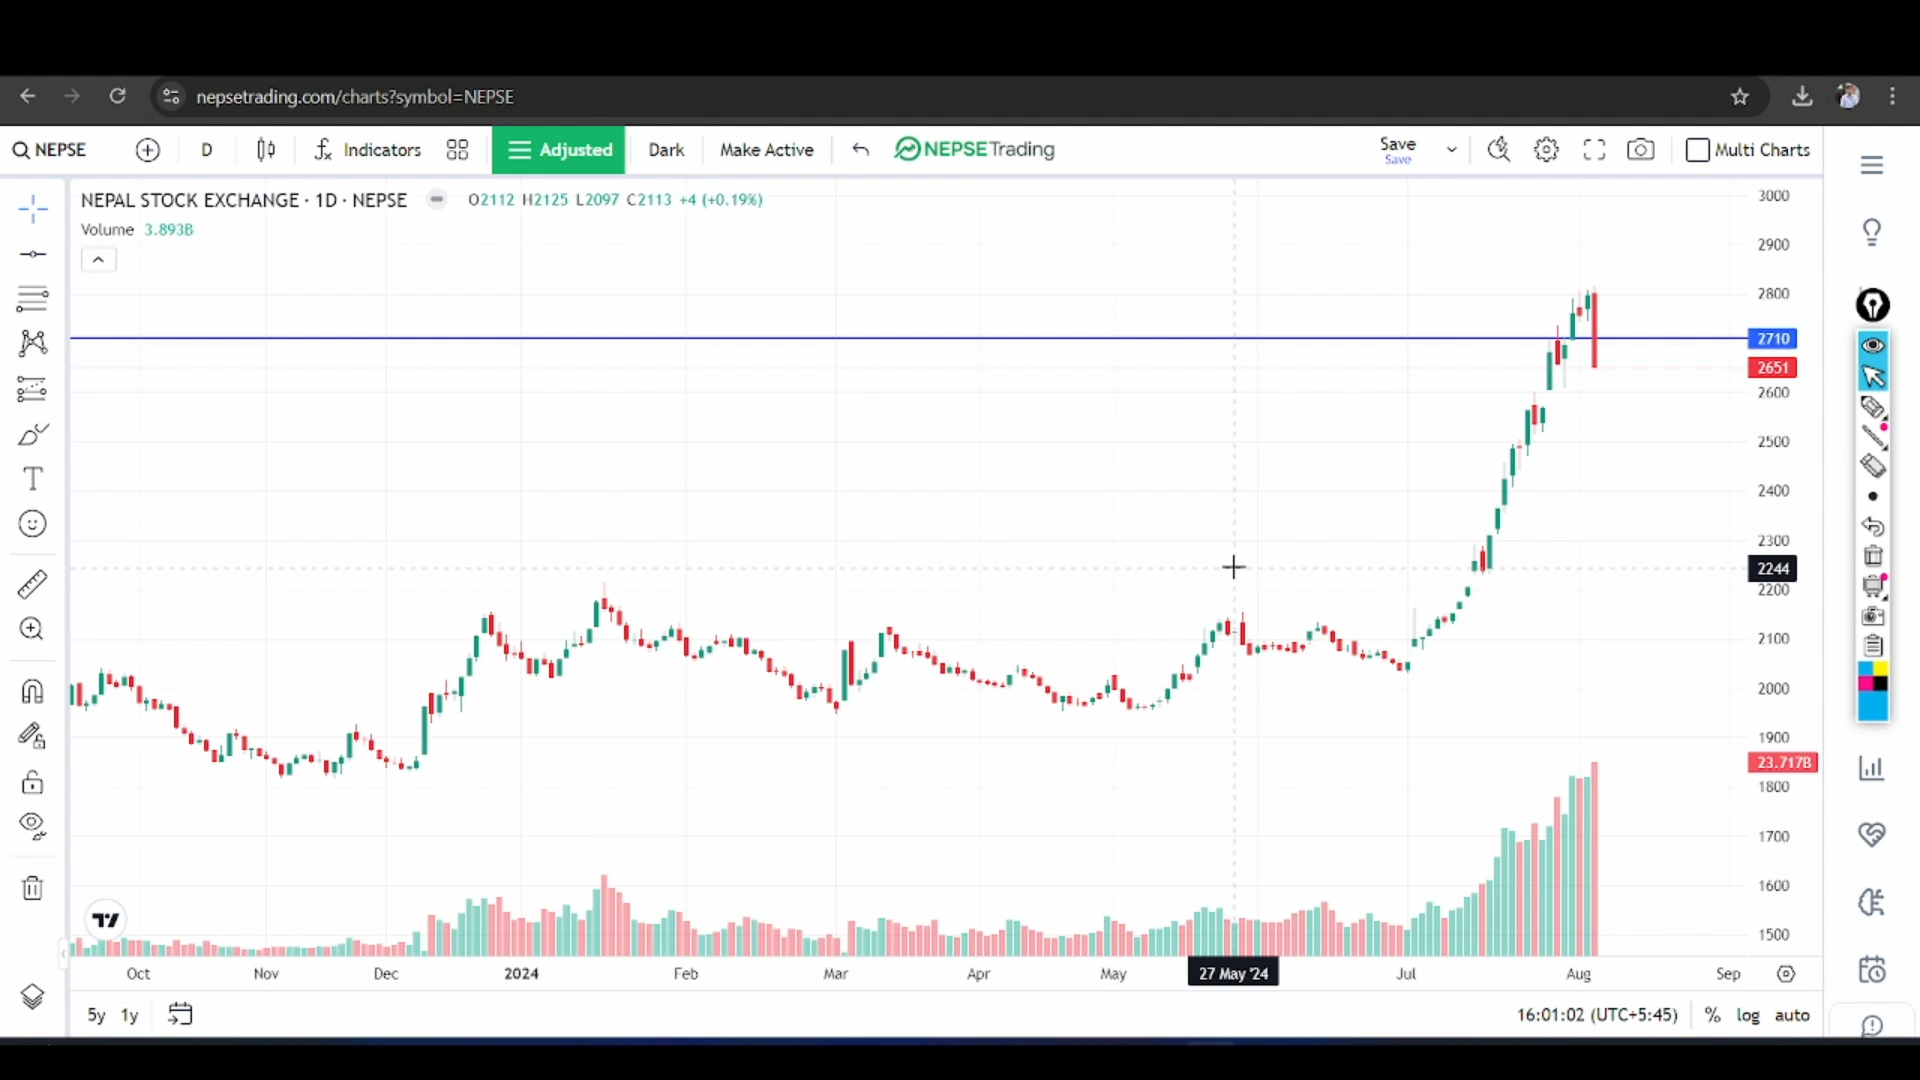 nepsetrading.com/charts?symbol=NEPSE
NEPSE D Indicators Adjusted Dark Make Active NEPSETrading Save Save Multi Charts
NEPAL STOCK EXCHANGE · 1D · NEPSE O2112 H2125 L2097 C2113 +4 (+0.19%)
Volume 3.893B
3000
2900
2800
2710
2651
2600
2500
2400
2300
2244
2200
2100
2000
1900
23.717B
1800
1700
1600
1500
Oct Nov Dec 2024 Feb Mar Apr May 27 May '24 Jul Aug Sep
5y 1y 16:01:02 (UTC+5:45) % log auto